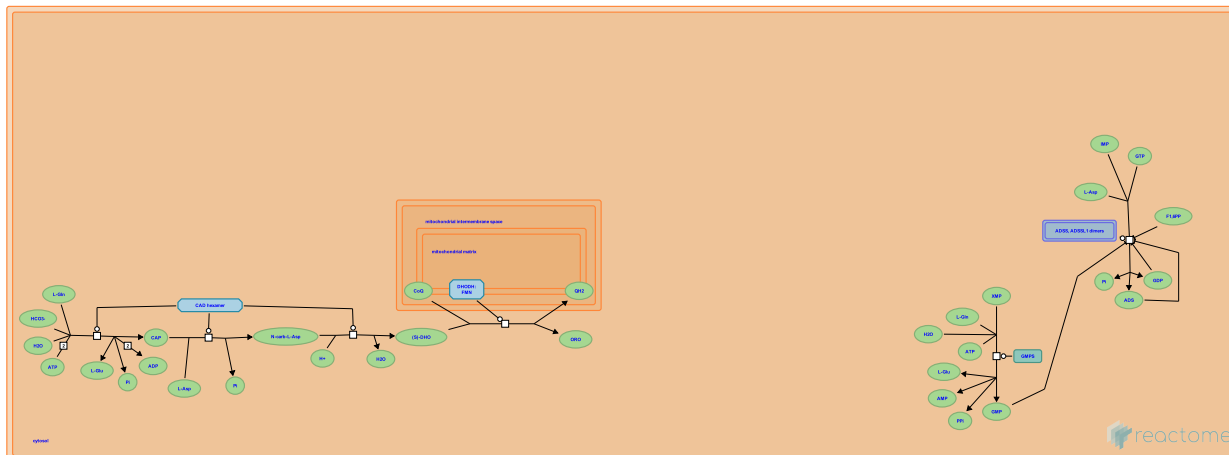 IMP
GTP
L-Asp
F1,6PP
mitochondrial intermembrane space
ADSS, ADSSL1 dimers
mitochondrial matrix
Pi
GDP
L-Gln
CoQ
DHODH:
FMN
QH2
ADS
XMP
CAD hexamer
L-Gln
HCO3-
H2O
H2O
2
2
CAP
N-carb-L-Asp
(S)-DHO
ORO
ATP
GMPS
ATP
L-Glu
ADP
H+
H2O
L-Glu
Pi
L-Asp
Pi
AMP
GMP
PPi
cytosol
reactome